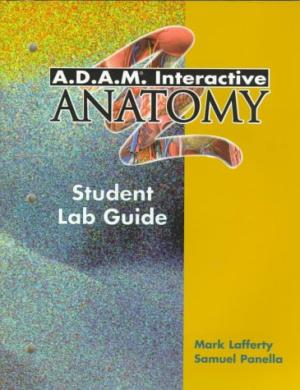 A.D.A.M. Interactive
ANATOMY
Student
Lab Guide
Mark Lafferty
Samuel Panella